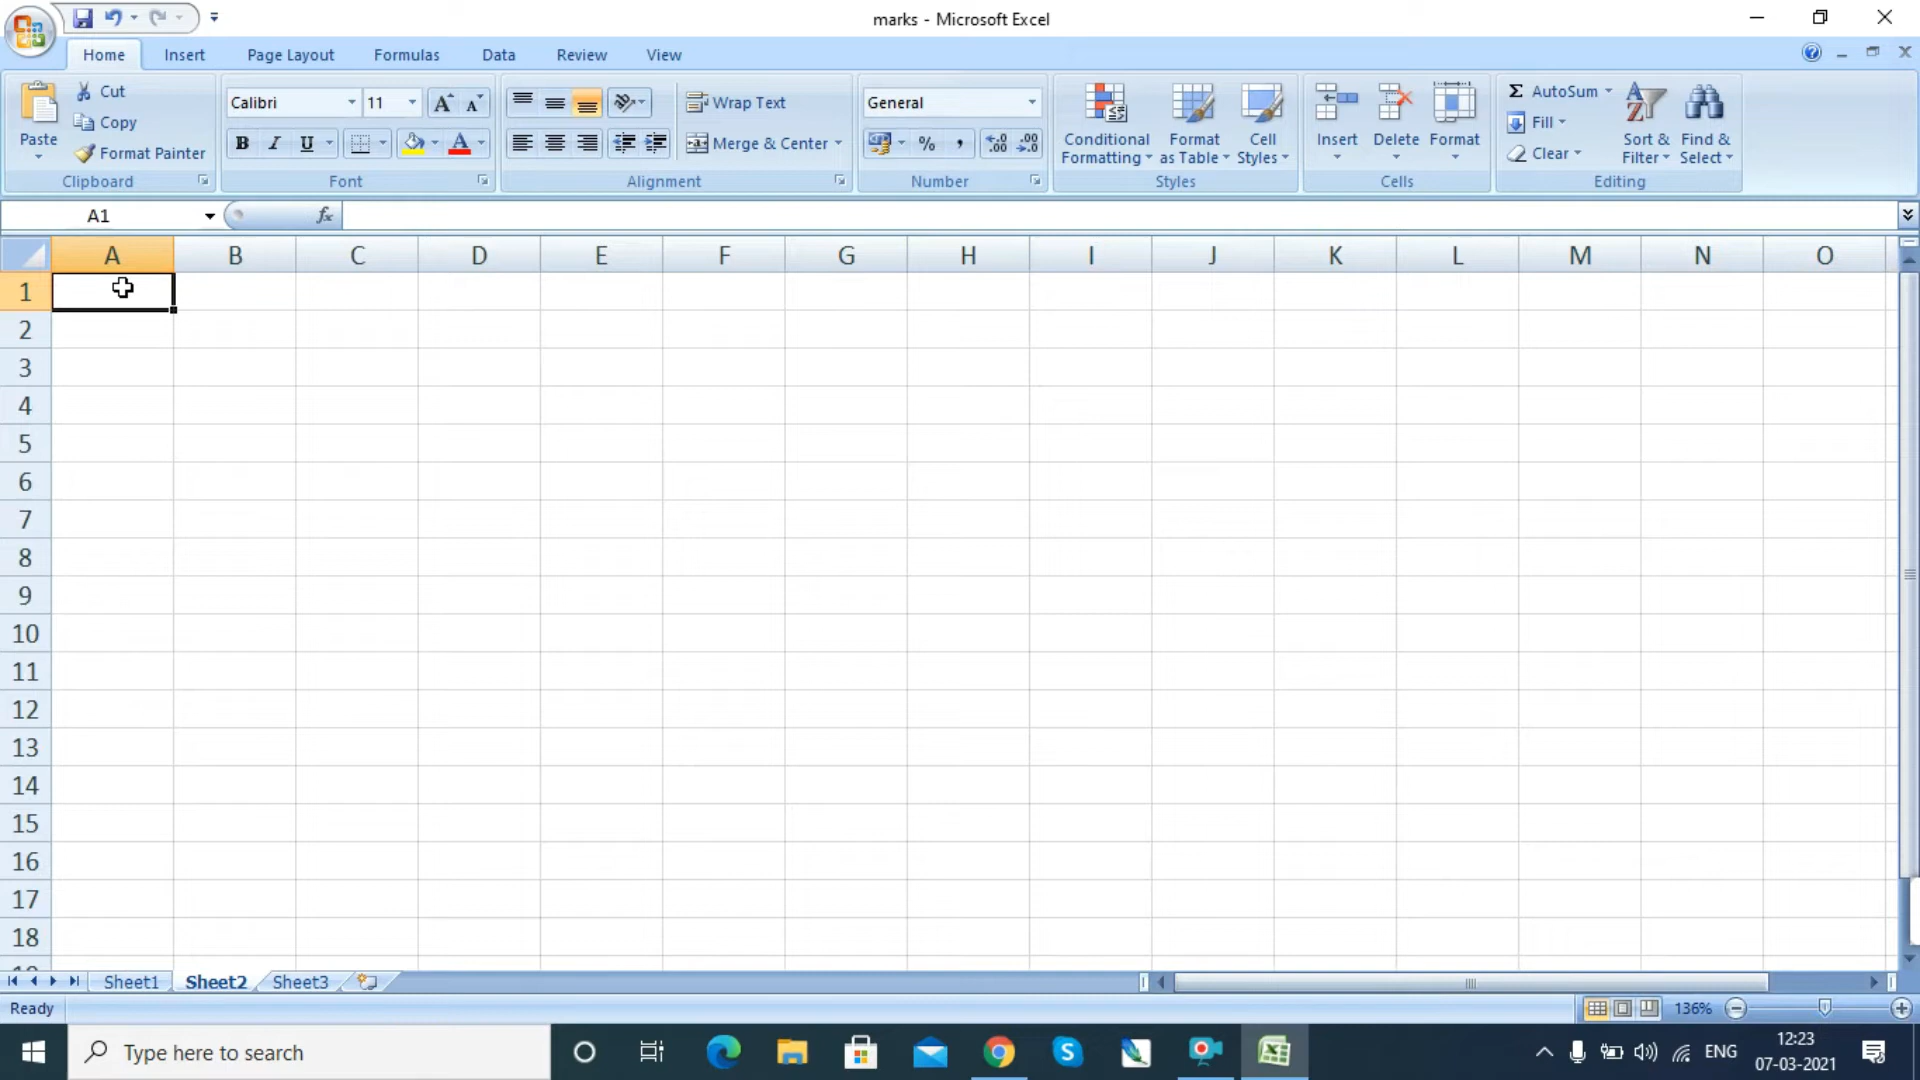 marks - Microsoft Excel
Home Insert Page Layout Formulas Data Review View
Paste
Cut
Copy
Format Painter
Clipboard
Calibri 11
B I U
Font
Wrap Text
Merge & Center
Alignment
General
% ,
Number
Conditional Formatting
Format as Table
Cell Styles
Styles
Insert Delete Format
Cells
Σ AutoSum
Fill
Clear
Sort & Filter
Find & Select
Editing
A1 fx
A B C D E F G H I J K L M N O
1
2
3
4
5
6
7
8
9
10
11
12
13
14
15
16
17
18
Sheet1 Sheet2 Sheet3
Ready 136%
Type here to search
ENG
12:23
07-03-2021